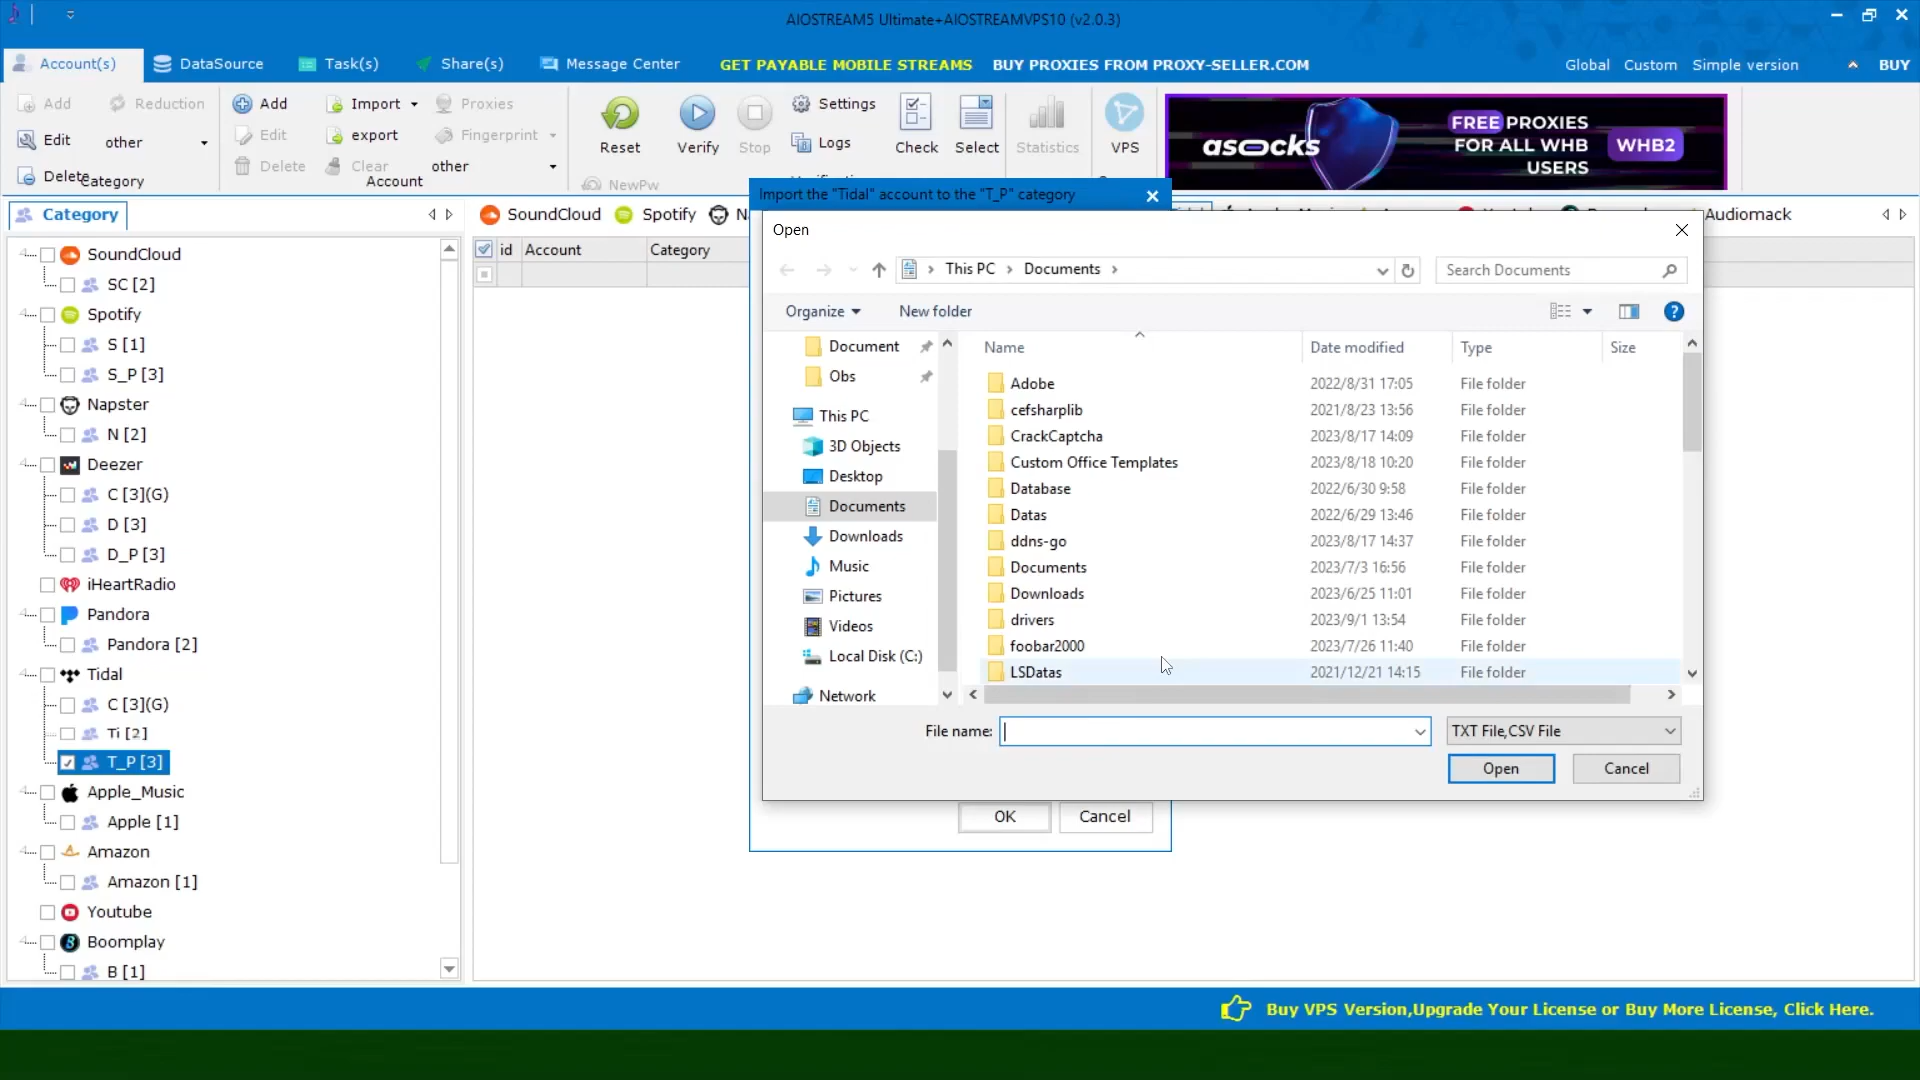 AIOSTREAM5 Ultimate+AIOSTREAMVPS10 (v2.0.3)
Account(s) DataSource Task(s) Share(s) Message Center GET PAYABLE MOBILE STREAMS BUY PROXIES FROM PROXY-SELLER.COM Global Custom Simple version BUY
Add Reduction Add Import Proxies Settings
Edit other Edit export Fingerprint Logs
Delete Category Delete Clear other Account NewPw
Reset Verify Stop Check Select Statistics VPS
asocks FREE PROXIES FOR ALL WHB USERS WHB2
Import the "Tidal" account to the "T_P" category
Category SoundCloud Spotify Audiomack
id Account Category
SoundCloud
SC [2]
Spotify
S [1]
S_P [3]
Napster
N [2]
Deezer
C [3](G)
D [3]
D_P [3]
iHeartRadio
Pandora
Pandora [2]
Tidal
C [3](G)
Ti [2]
T_P [3]
Apple_Music
Apple [1]
Amazon
Amazon [1]
Youtube
Boomplay
B [1]
Open
This PC Documents Search Documents
Organize New folder
Document
Obs
This PC
3D Objects
Desktop
Documents
Downloads
Music
Pictures
Videos
Local Disk (C:)
Network
Name Date modified Type Size
Adobe 2022/8/31 17:05 File folder
cefsharplib 2021/8/23 13:56 File folder
CrackCaptcha 2023/8/17 14:09 File folder
Custom Office Templates 2023/8/18 10:20 File folder
Database 2022/6/30 9:58 File folder
Datas 2022/6/29 13:46 File folder
ddns-go 2023/8/17 14:37 File folder
Documents 2023/7/3 16:56 File folder
Downloads 2023/6/25 11:01 File folder
drivers 2023/9/1 13:54 File folder
foobar2000 2023/7/26 11:40 File folder
LSDatas 2021/12/21 14:15 File folder
File name: TXT File,CSV File
Open Cancel
OK Cancel
Buy VPS Version,Upgrade Your License or Buy More License, Click Here.